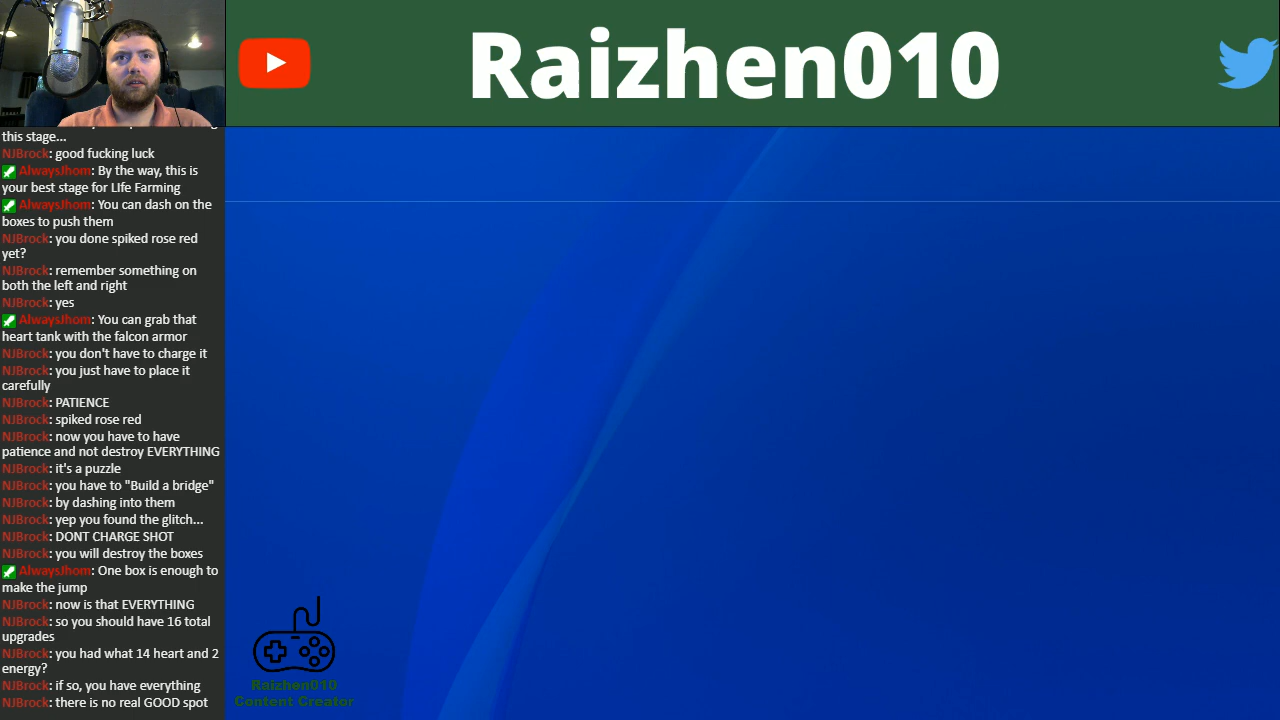 Raizhen010
this stage...
NJBrock: good fucking luck
AlwaysJhom: By the way, this is
your best stage for LIfe Farming
AlwaysJhom: You can dash on the
boxes to push them
NJBrock: you done spiked rose red
yet?
NJBrock: remember something on
both the left and right
NJBrock: yes
AlwaysJhom: You can grab that
heart tank with the falcon armor
NJBrock: you don't have to charge it
NJBrock: you just have to place it
carefully
NJBrock: PATIENCE
NJBrock: spiked rose red
NJBrock: now you have to have
patience and not destroy EVERYTHING
NJBrock: it's a puzzle
NJBrock: you have to "Build a bridge"
NJBrock: by dashing into them
NJBrock: yep you found the glitch...
NJBrock: DONT CHARGE SHOT
NJBrock: you will destroy the boxes
AlwaysJhom: One box is enough to
make the jump
NJBrock: now is that EVERYTHING
NJBrock: so you should have 16 total
upgrades
NJBrock: you had what 14 heart and 2
energy?
NJBrock: if so, you have everything
NJBrock: there is no real GOOD spot
Raizhen010
Content Creator